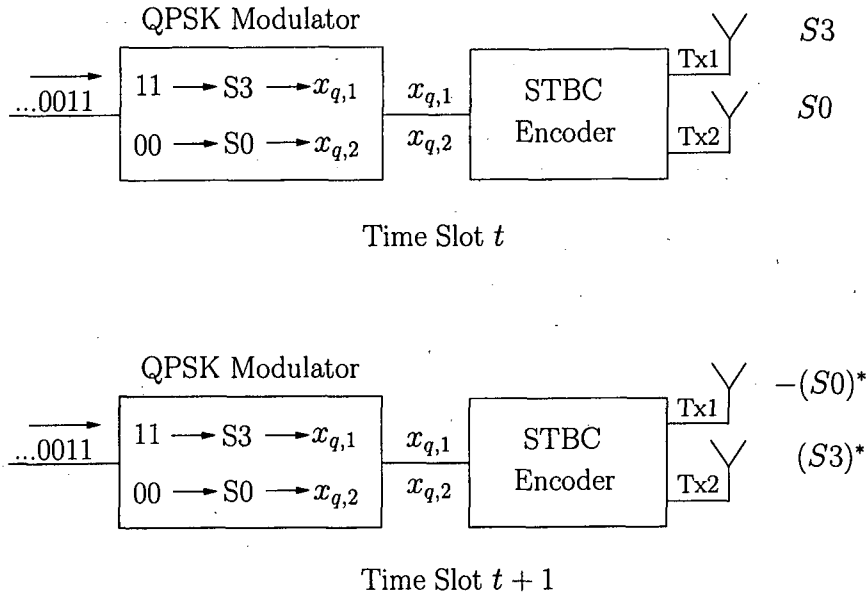 QPSK Modulator
S3
Tx1
11 → S3 → x_{q,1}
x_{q,1}
STBC
...0011
S0
00 → S0 → x_{q,2}
x_{q,2}
Encoder
Tx2
Time Slot t
QPSK Modulator
−(S0)*
Tx1
11 → S3 → x_{q,1}
x_{q,1}
STBC
...0011
(S3)*
00 → S0 → x_{q,2}
x_{q,2}
Encoder
Tx2
Time Slot t + 1